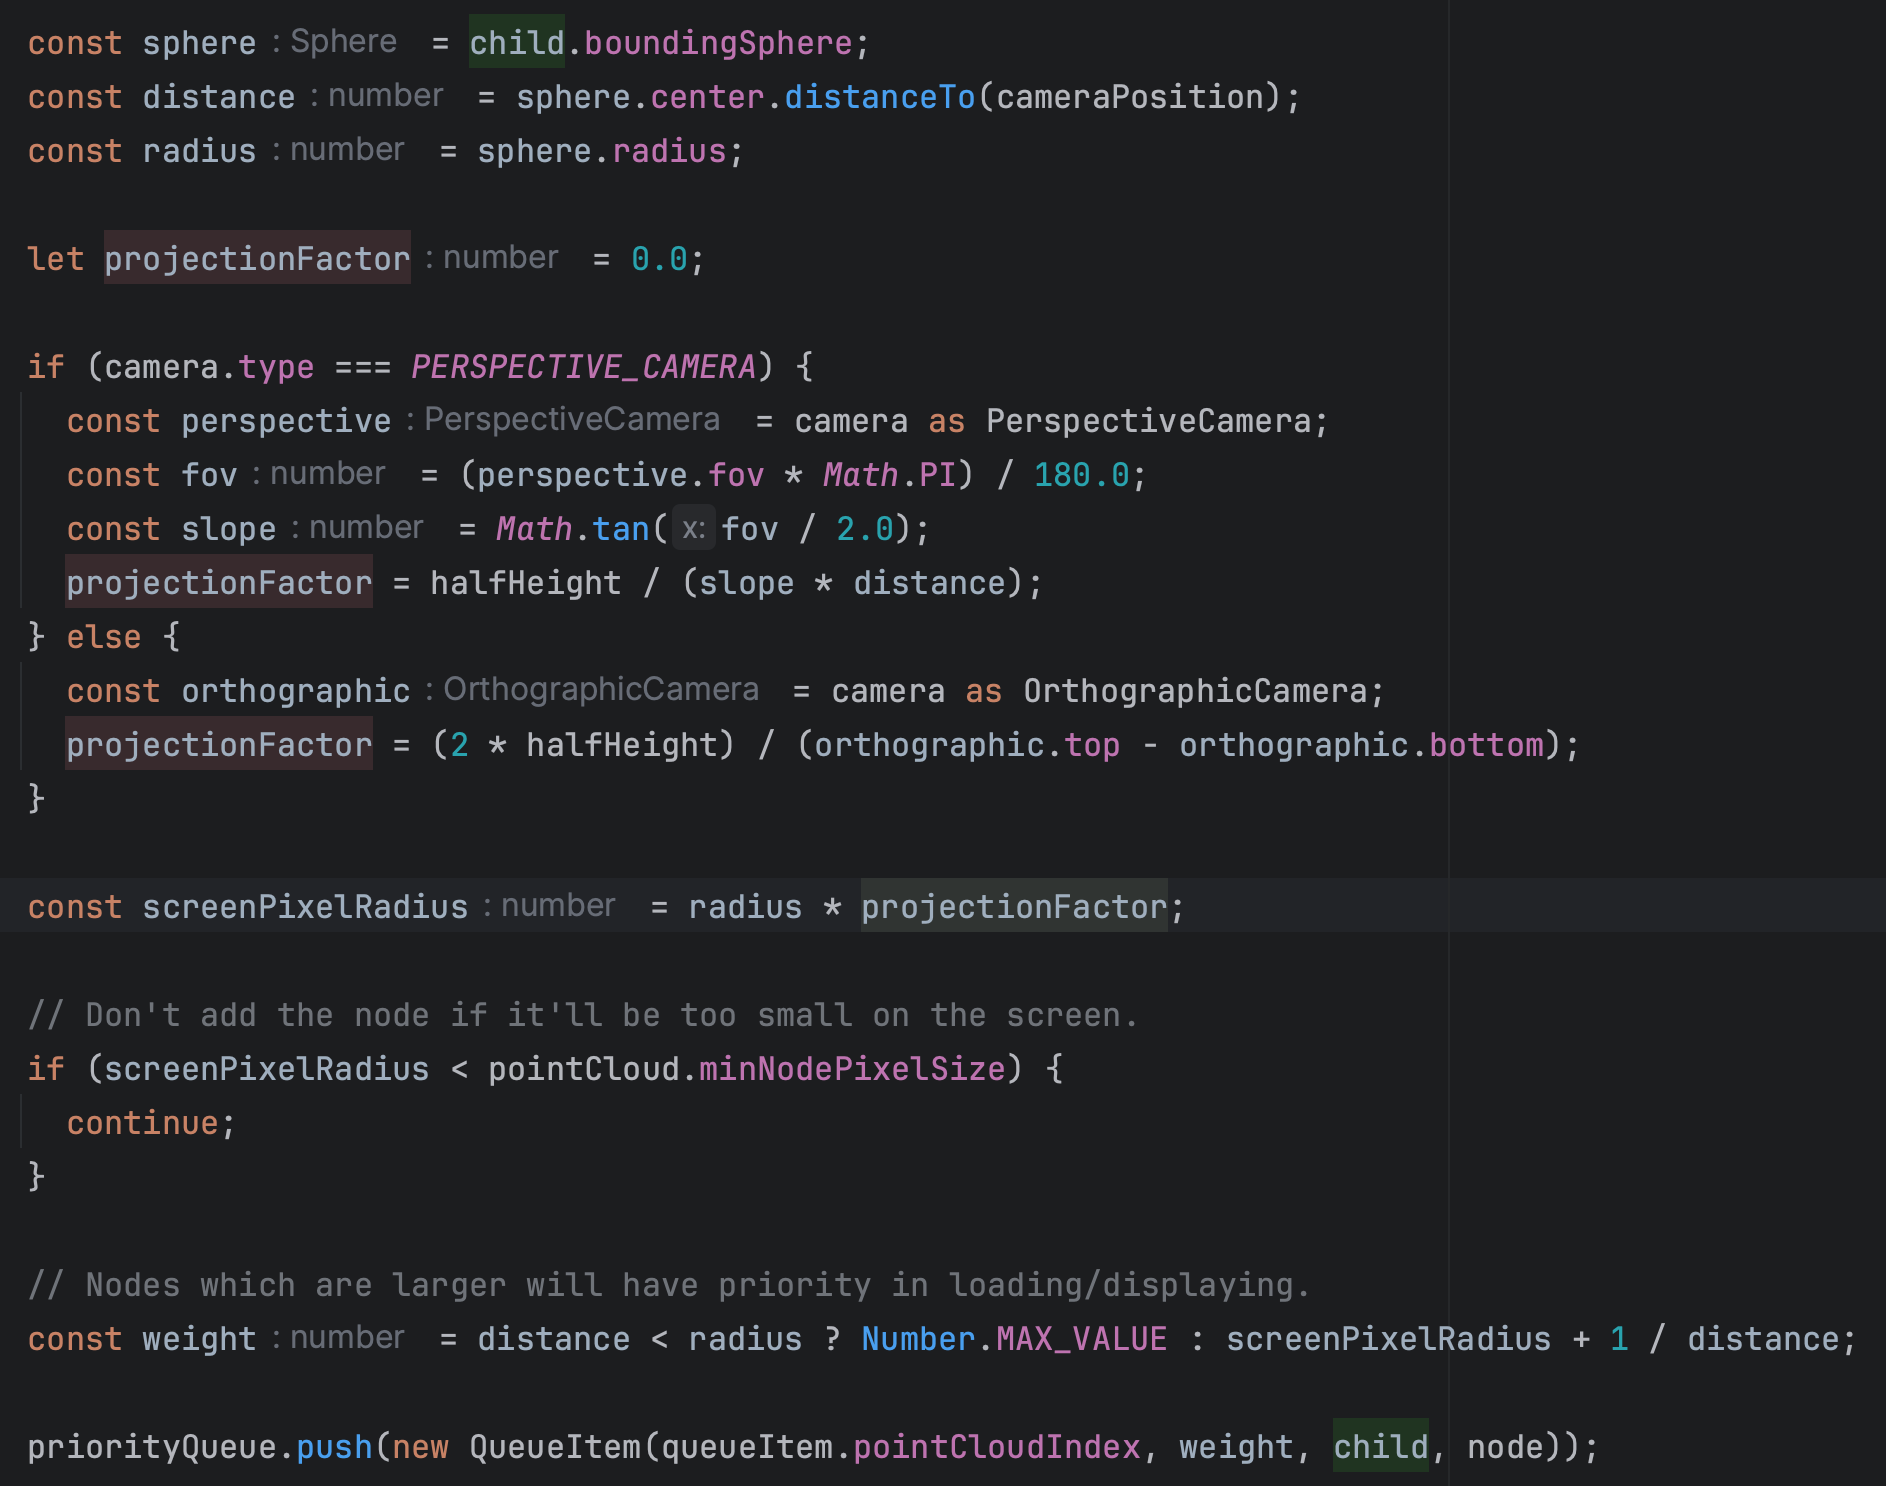 const sphere : Sphere = child.boundingSphere;
const distance : number = sphere.center.distanceTo(cameraPosition);
const radius : number = sphere.radius;
let projectionFactor : number = 0.0;
if (camera.type === PERSPECTIVE_CAMERA) {
const perspective : PerspectiveCamera = camera as PerspectiveCamera;
const fov : number = (perspective.fov * Math.PI) / 180.0;
const slope : number = Math.tan( x: fov / 2.0);
projectionFactor = halfHeight / (slope * distance);
} else {
const orthographic : OrthographicCamera = camera as OrthographicCamera;
projectionFactor = (2 * halfHeight) / (orthographic.top - orthographic.bottom);
}
const screenPixelRadius : number = radius * projectionFactor;
// Don't add the node if it'll be too small on the screen.
if (screenPixelRadius < pointCloud.minNodePixelSize) {
continue;
}
// Nodes which are larger will have priority in loading/displaying.
const weight : number = distance < radius ? Number.MAX_VALUE : screenPixelRadius + 1 / distance;
priorityQueue.push(new QueueItem(queueItem.pointCloudIndex, weight, child, node));